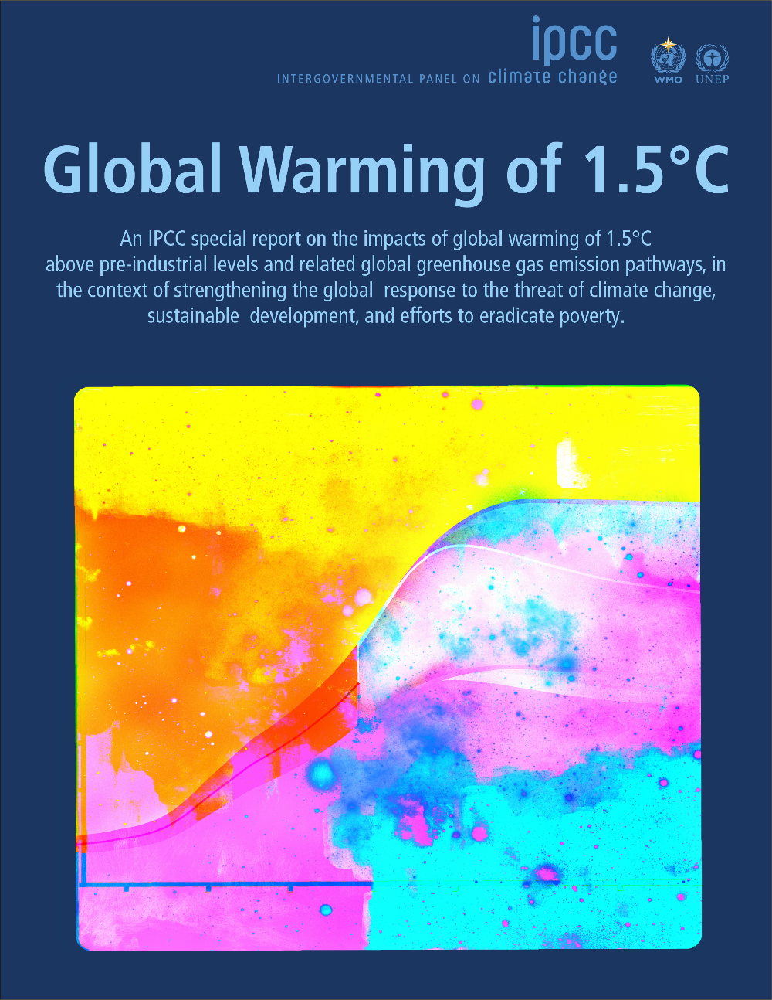 ipcc
INTERGOVERNMENTAL PANEL ON climate change
WMO UNEP
Global Warming of 1.5°C
An IPCC special report on the impacts of global warming of 1.5°C
above pre-industrial levels and related global greenhouse gas emission pathways, in
the context of strengthening the global response to the threat of climate change,
sustainable development, and efforts to eradicate poverty.